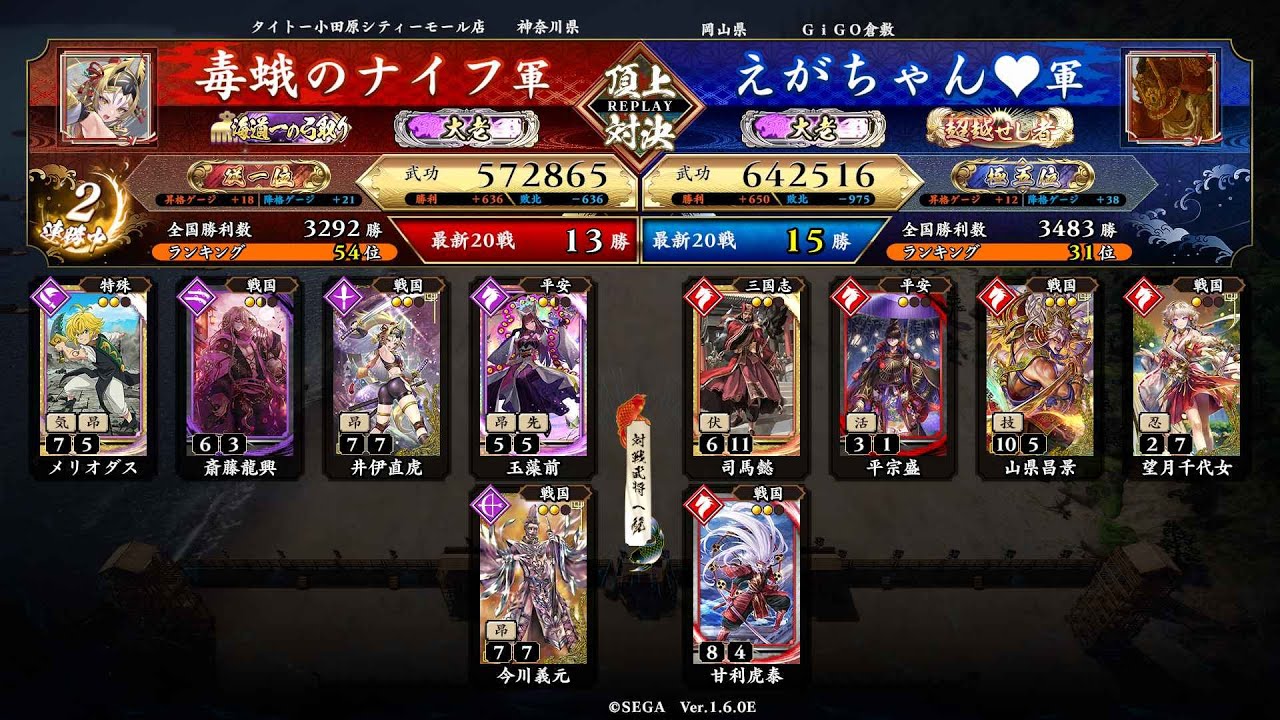 タイトー小田原シティーモール店　神奈川県
岡山県　GiGO倉敷
毒蛾のナイフ軍
頂上
REPLAY
対決
えがちゃん♥軍
海道一の弓取り
大老
大老
超越せし者
2
連勝中
従一位
昇格ゲージ +18 降格ゲージ +21
武功 572865
勝利 +636 敗北 -636
武功 642516
勝利 +650 敗北 -975
極五位
昇格ゲージ +12 降格ゲージ +38
全国勝利数 3292 勝
ランキング 54位
最新20戦 13 勝
最新20戦 15 勝
全国勝利数 3483 勝
ランキング 31位
特殊
気 昂
7 5
メリオダス
戦国
6 3
斎藤龍興
戦国
昂
7 7
井伊直虎
平安
昂 先
5 5
玉藻前
三国志
伏
6 11
司馬懿
平安
活
3 1
平宗盛
戦国
技
10 5
山県昌景
戦国
忍
2 7
望月千代女
対戦武将一覧
戦国
昂
7 7
今川義元
戦国
8 4
甘利虎泰
©SEGA Ver.1.6.0E